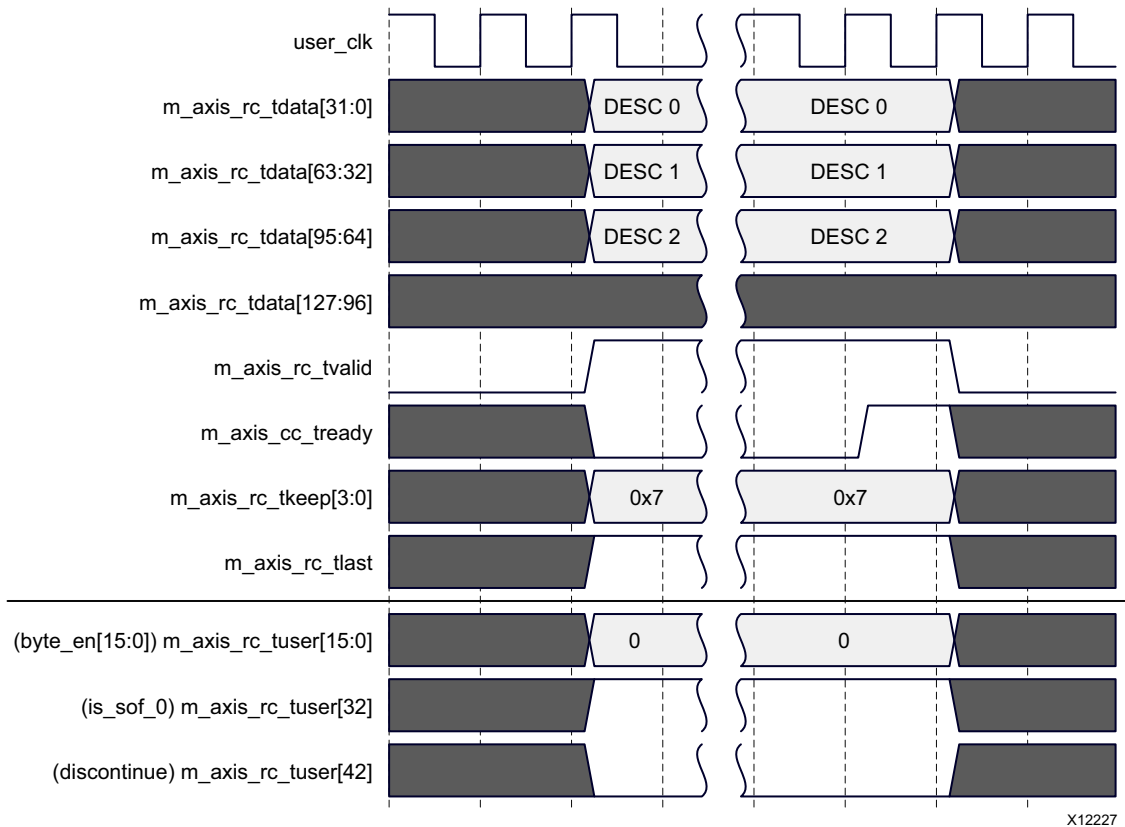 user_clk
m_axis_rc_tdata[31:0] DESC 0 DESC 0
m_axis_rc_tdata[63:32] DESC 1 DESC 1
m_axis_rc_tdata[95:64] DESC 2 DESC 2
m_axis_rc_tdata[127:96]
m_axis_rc_tvalid
m_axis_cc_tready
m_axis_rc_tkeep[3:0] 0x7 0x7
m_axis_rc_tlast
(byte_en[15:0]) m_axis_rc_tuser[15:0] 0 0
(is_sof_0) m_axis_rc_tuser[32]
(discontinue) m_axis_rc_tuser[42]
X12227